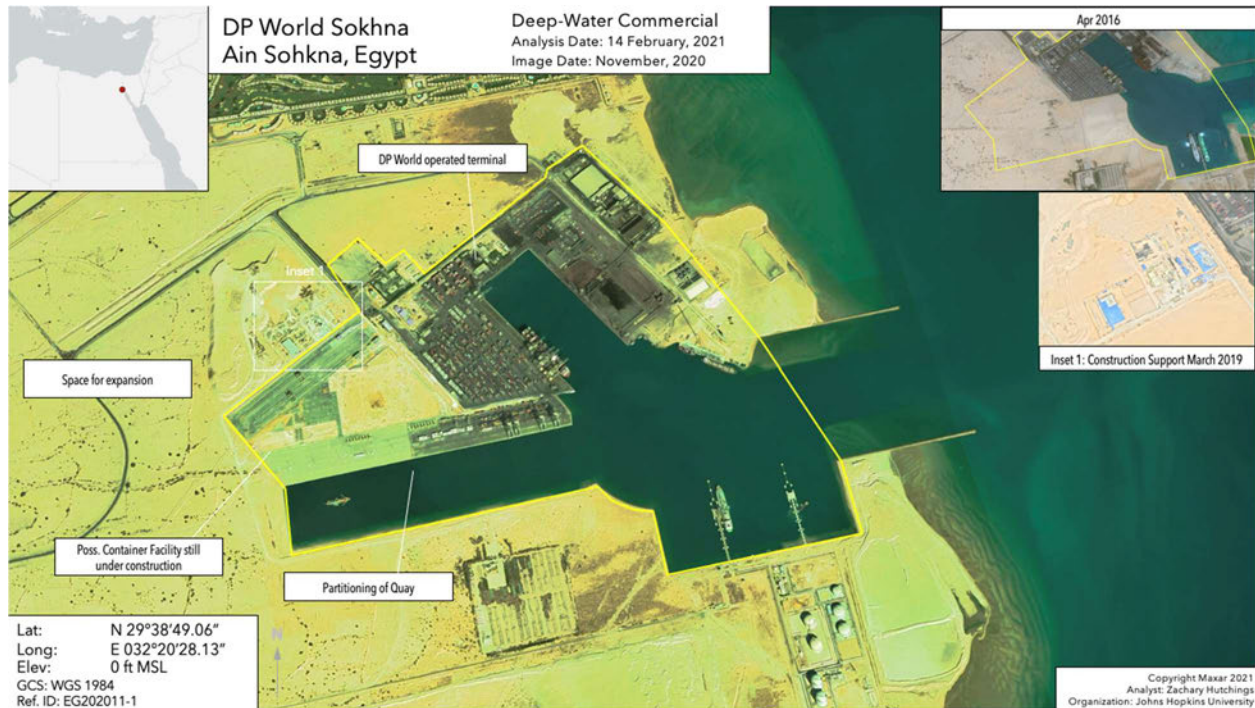 DP World Sokhna
Ain Sohkna, Egypt
Deep-Water Commercial
Analysis Date: 14 February, 2021
Image Date: November, 2020
Apr 2016
DP World operated terminal
Inset 1
Inset 1: Construction Support March 2019
Space for expansion
Poss. Container Facility still
under construction
Partitioning of Quay
Lat: N 29°38'49.06"
Long: E 032°20'28.13"
Elev: 0 ft MSL
GCS: WGS 1984
Ref. ID: EG202011-1
N
Copyright Maxar 2021
Analyst: Zachary Hutchings
Organization: Johns Hopkins University